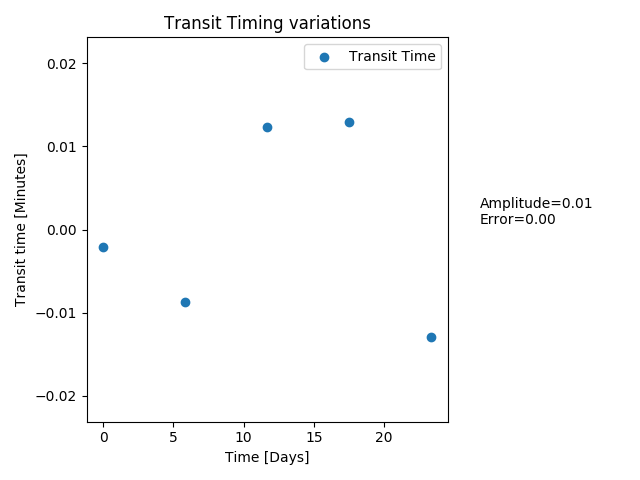 Transit Timing variations
Transit Time
0.02
0.01
0.00
−0.01
−0.02
Transit time [Minutes]
Amplitude=0.01
Error=0.00
0
5
10
15
20
Time [Days]